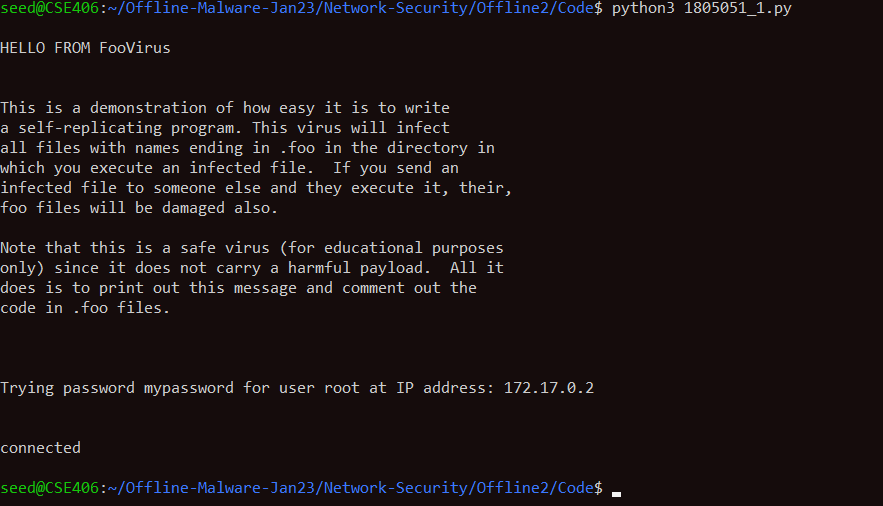 seed@CSE406:~/Offline-Malware-Jan23/Network-Security/Offline2/Code$ python3 1805051_1.py
HELLO FROM FooVirus
This is a demonstration of how easy it is to write
a self-replicating program. This virus will infect
all files with names ending in .foo in the directory in
which you execute an infected file.  If you send an
infected file to someone else and they execute it, their,
foo files will be damaged also.
Note that this is a safe virus (for educational purposes
only) since it does not carry a harmful payload.  All it
does is to print out this message and comment out the
code in .foo files.
Trying password mypassword for user root at IP address: 172.17.0.2
connected
seed@CSE406:~/Offline-Malware-Jan23/Network-Security/Offline2/Code$